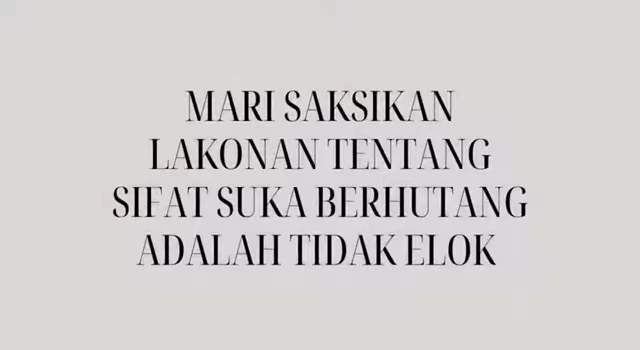 MARI SAKSIKAN
LAKONAN TENTANG
SIFAT SUKA BERHUTANG
ADALAH TIDAK ELOK